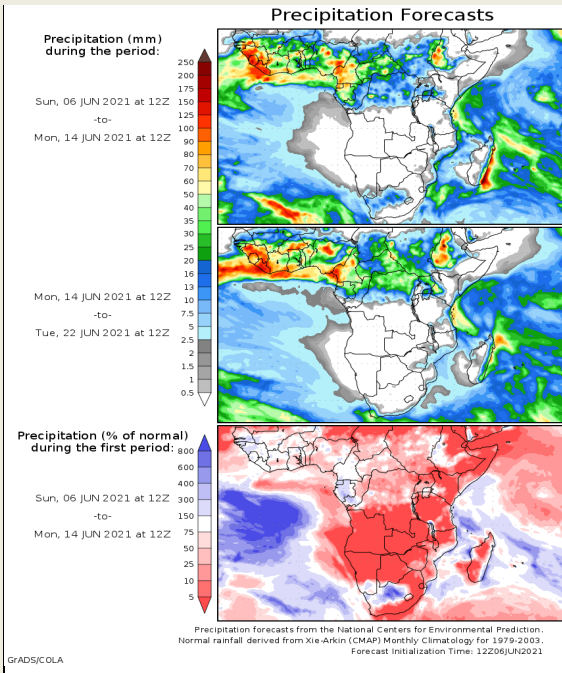 Precipitation Forecasts
Precipitation (mm)
during the period:
Sun, 06 JUN 2021 at 12Z
-to-
Mon, 14 JUN 2021 at 12Z
250
200
175
150
125
100
90
80
70
60
50
40
35
30
25
20
16
13
10
7.5
5
2.5
2
1.5
1
0.5
Mon, 14 JUN 2021 at 12Z
-to-
Tue, 22 JUN 2021 at 12Z
Precipitation (% of normal)
during the first period:
Sun, 06 JUN 2021 at 12Z
-to-
Mon, 14 JUN 2021 at 12Z
800
600
400
300
150
75
50
25
10
5
Precipitation forecasts from the National Centers for Environmental Prediction.
Normal rainfall derived from Xie-Arkin (CMAP) Monthly Climatology for 1979-2003.
Forecast Initialization Time: 12Z06JUN2021
GrADS/COLA